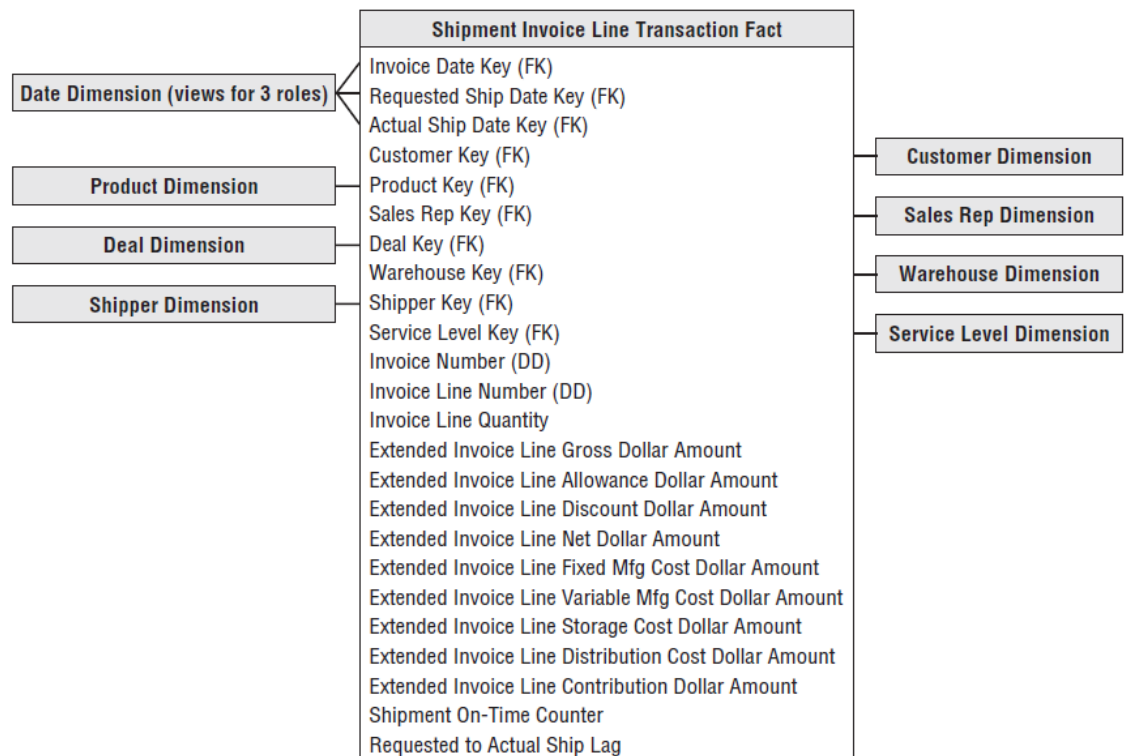 Shipment Invoice Line Transaction Fact
Invoice Date Key (FK)
Requested Ship Date Key (FK)
Actual Ship Date Key (FK)
Customer Key (FK)
Product Key (FK)
Sales Rep Key (FK)
Deal Key (FK)
Warehouse Key (FK)
Shipper Key (FK)
Service Level Key (FK)
Invoice Number (DD)
Invoice Line Number (DD)
Invoice Line Quantity
Extended Invoice Line Gross Dollar Amount
Extended Invoice Line Allowance Dollar Amount
Extended Invoice Line Discount Dollar Amount
Extended Invoice Line Net Dollar Amount
Extended Invoice Line Fixed Mfg Cost Dollar Amount
Extended Invoice Line Variable Mfg Cost Dollar Amount
Extended Invoice Line Storage Cost Dollar Amount
Extended Invoice Line Distribution Cost Dollar Amount
Extended Invoice Line Contribution Dollar Amount
Shipment On-Time Counter
Requested to Actual Ship Lag
Date Dimension (views for 3 roles)
Product Dimension
Deal Dimension
Shipper Dimension
Customer Dimension
Sales Rep Dimension
Warehouse Dimension
Service Level Dimension